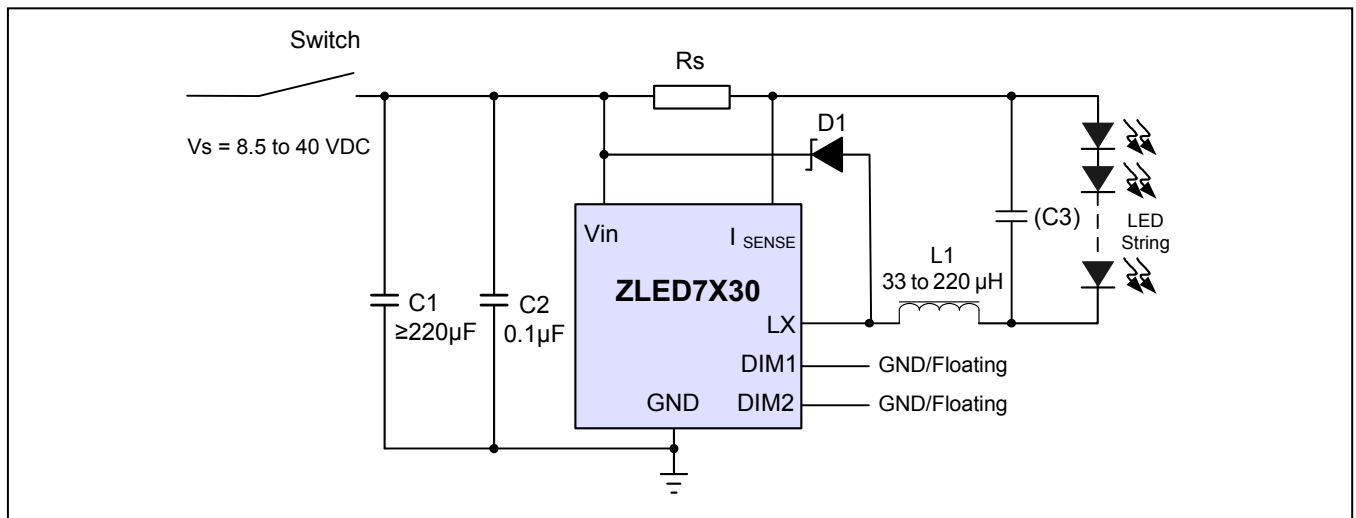 Switch
Rs
Vs = 8.5 to 40 VDC
D1
Vin
I SENSE
(C3)
LED
String
L1
33 to 220 µH
ZLED7X30
C1
≥220µF
C2
0.1µF
LX
DIM1
GND/Floating
GND
DIM2
GND/Floating